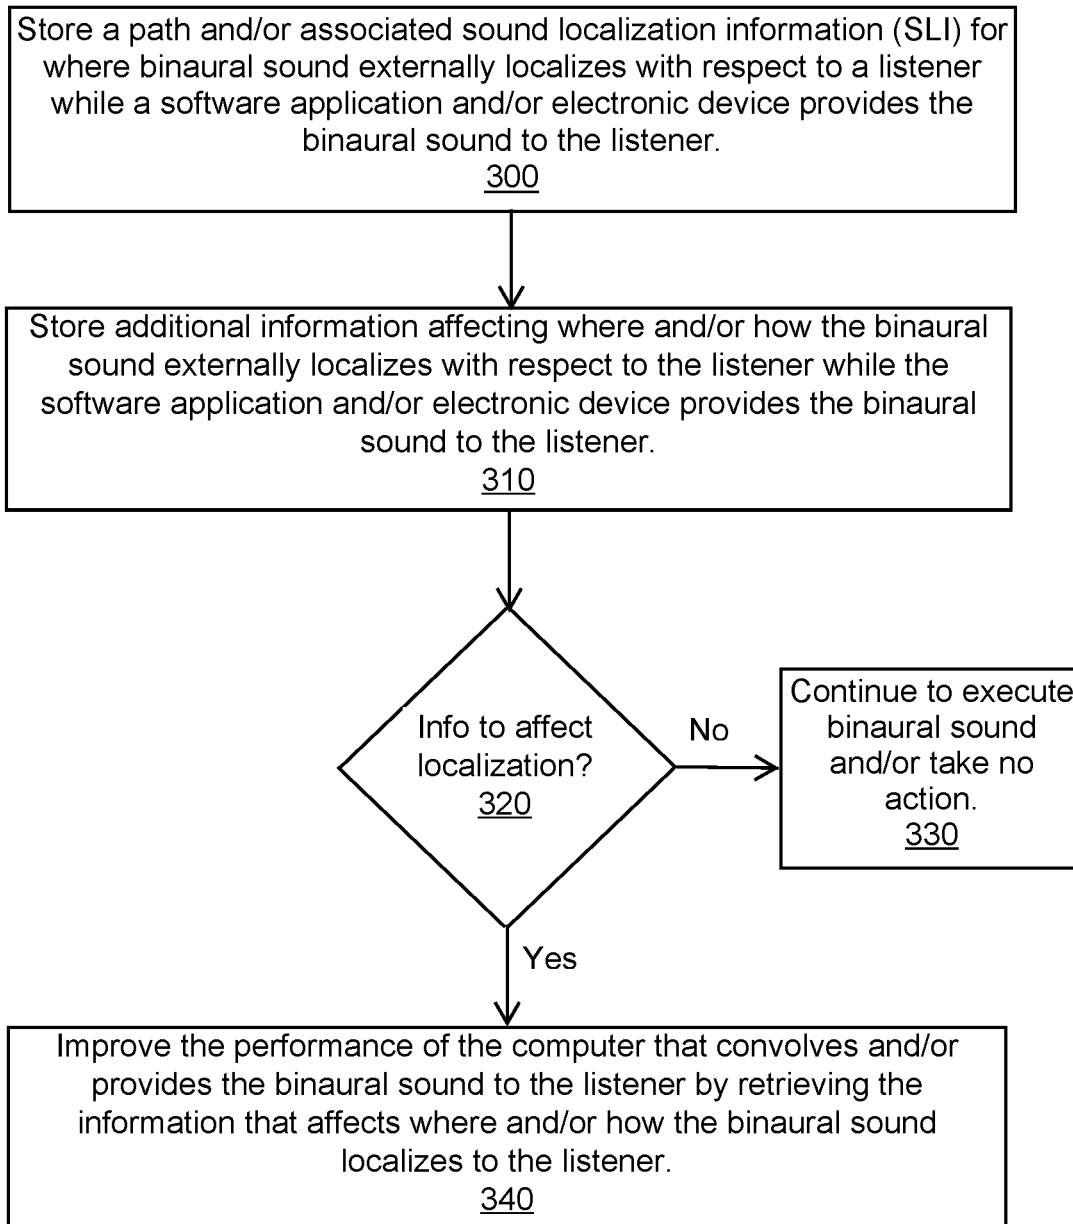 Store a path and/or associated sound localization information (SLI) for
where binaural sound externally localizes with respect to a listener
while a software application and/or electronic device provides the
binaural sound to the listener.
300
Store additional information affecting where and/or how the binaural
sound externally localizes with respect to the listener while the
software application and/or electronic device provides the binaural
sound to the listener.
310
Info to affect
localization?
320
No
Continue to execute
binaural sound
and/or take no
action.
330
Yes
Improve the performance of the computer that convolves and/or
provides the binaural sound to the listener by retrieving the
information that affects where and/or how the binaural sound
localizes to the listener.
340